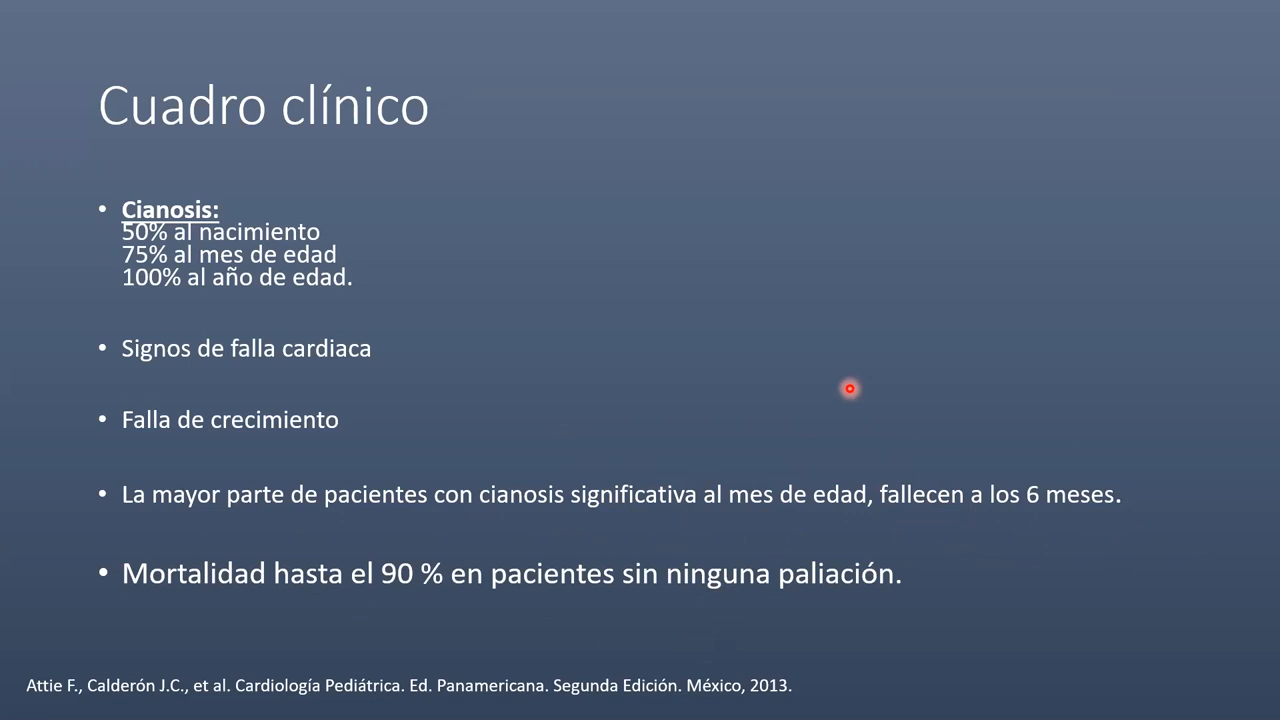 Cuadro clínico
• Cianosis:
50% al nacimiento
75% al mes de edad
100% al año de edad.
• Signos de falla cardiaca
• Falla de crecimiento
• La mayor parte de pacientes con cianosis significativa al mes de edad, fallecen a los 6 meses.
• Mortalidad hasta el 90 % en pacientes sin ninguna paliación.
Attie F., Calderón J.C., et al. Cardiología Pediátrica. Ed. Panamericana. Segunda Edición. México, 2013.